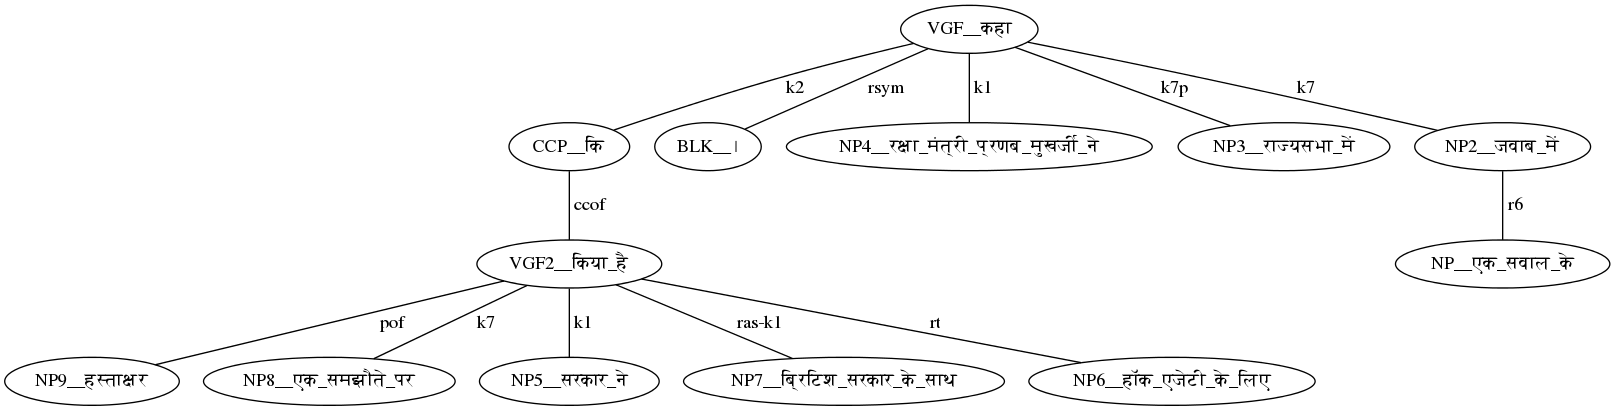 VGF__कहा
k2 rsym k1 k7p k7
CCP__कि BLK__। NP4__रक्षा_मंत्री_प्रणब_मुखर्जी_ने NP3__राज्यसभा_में NP2__जवाब_में
ccof r6
VGF2__किया_है NP__एक_सवाल_के
pof k7 k1 ras-k1 rt
NP9__हस्ताक्षर NP8__एक_समझौते_पर NP5__सरकार_ने NP7__ब्रिटिश_सरकार_के_साथ NP6__हॉक_एजेटी_के_लिए